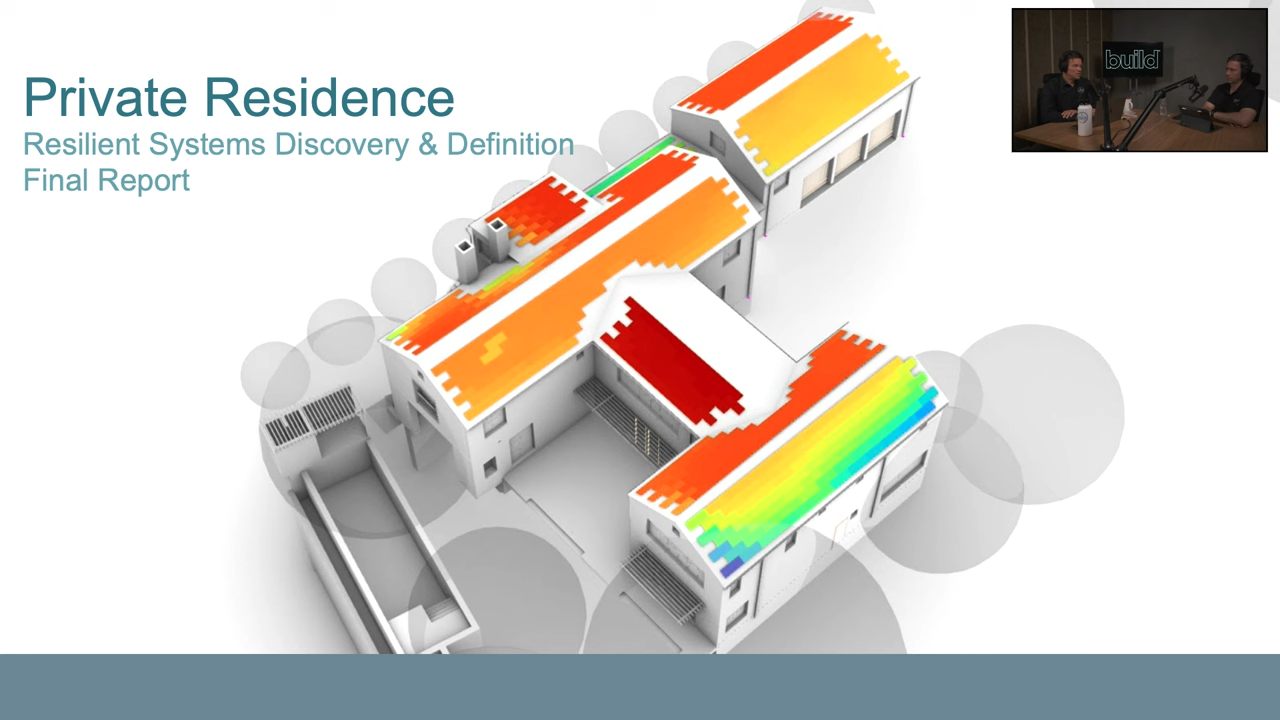 Private Residence
Resilient Systems Discovery & Definition
Final Report
build